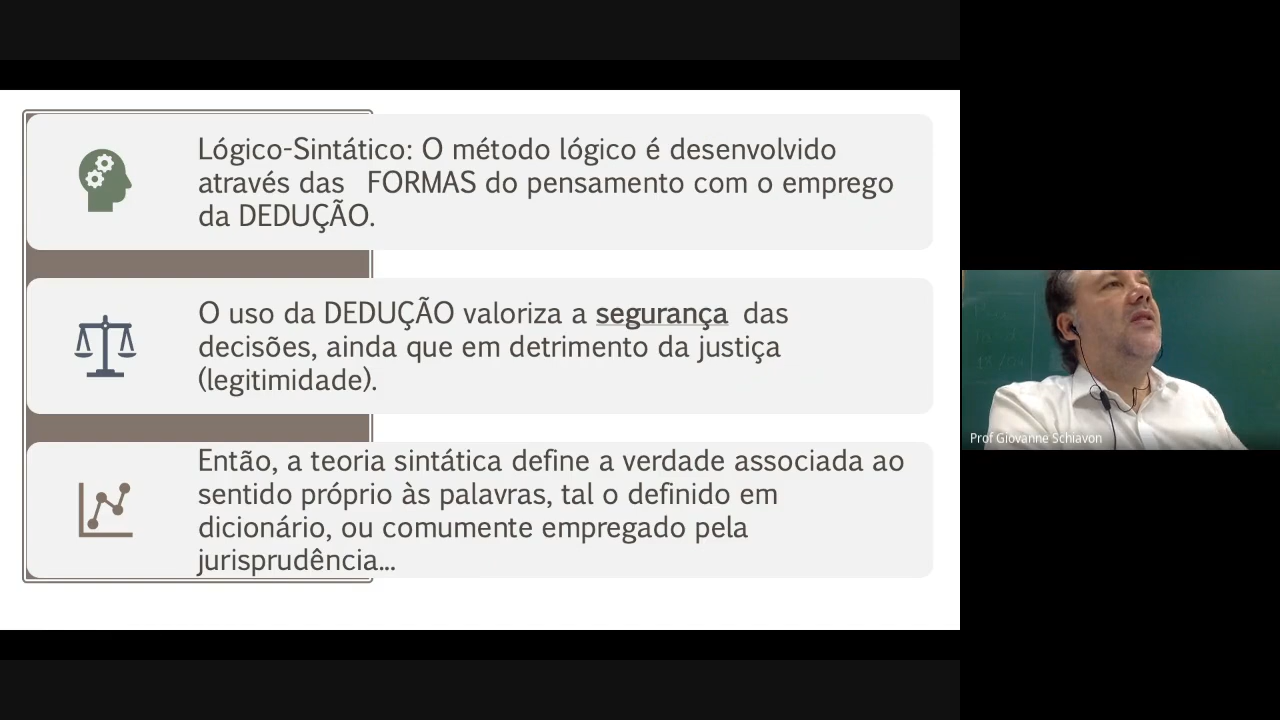 Lógico-Sintático: O método lógico é desenvolvido
através das FORMAS do pensamento com o emprego
da DEDUÇÃO.
O uso da DEDUÇÃO valoriza a segurança das
decisões, ainda que em detrimento da justiça
(legitimidade).
Então, a teoria sintática define a verdade associada ao
sentido próprio às palavras, tal o definido em
dicionário, ou comumente empregado pela
jurisprudência...
Prof Giovanne Schiavon